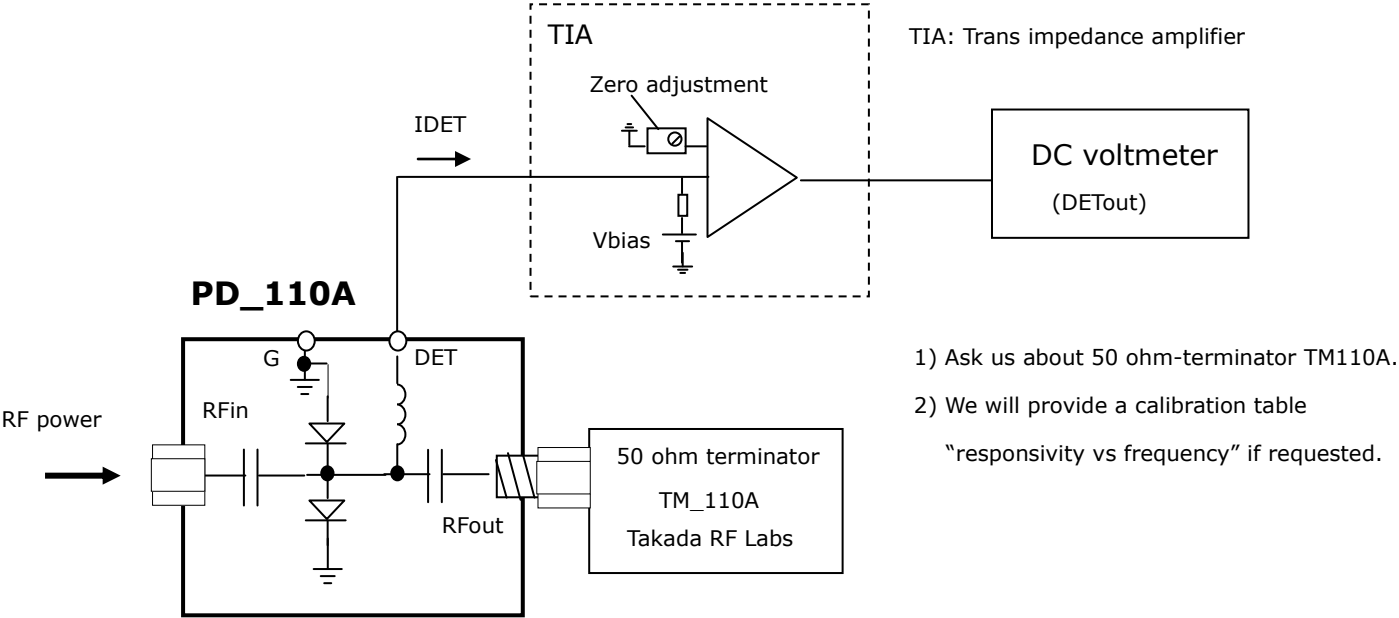 TIA
TIA: Trans impedance amplifier
Zero adjustment
IDET
DC voltmeter
(DETout)
Vbias
PD_110A
G
DET
1) Ask us about 50 ohm-terminator TM110A.
RFin
2) We will provide a calibration table
RF power
“responsivity vs frequency” if requested.
50 ohm terminator
TM_110A
RFout
Takada RF Labs